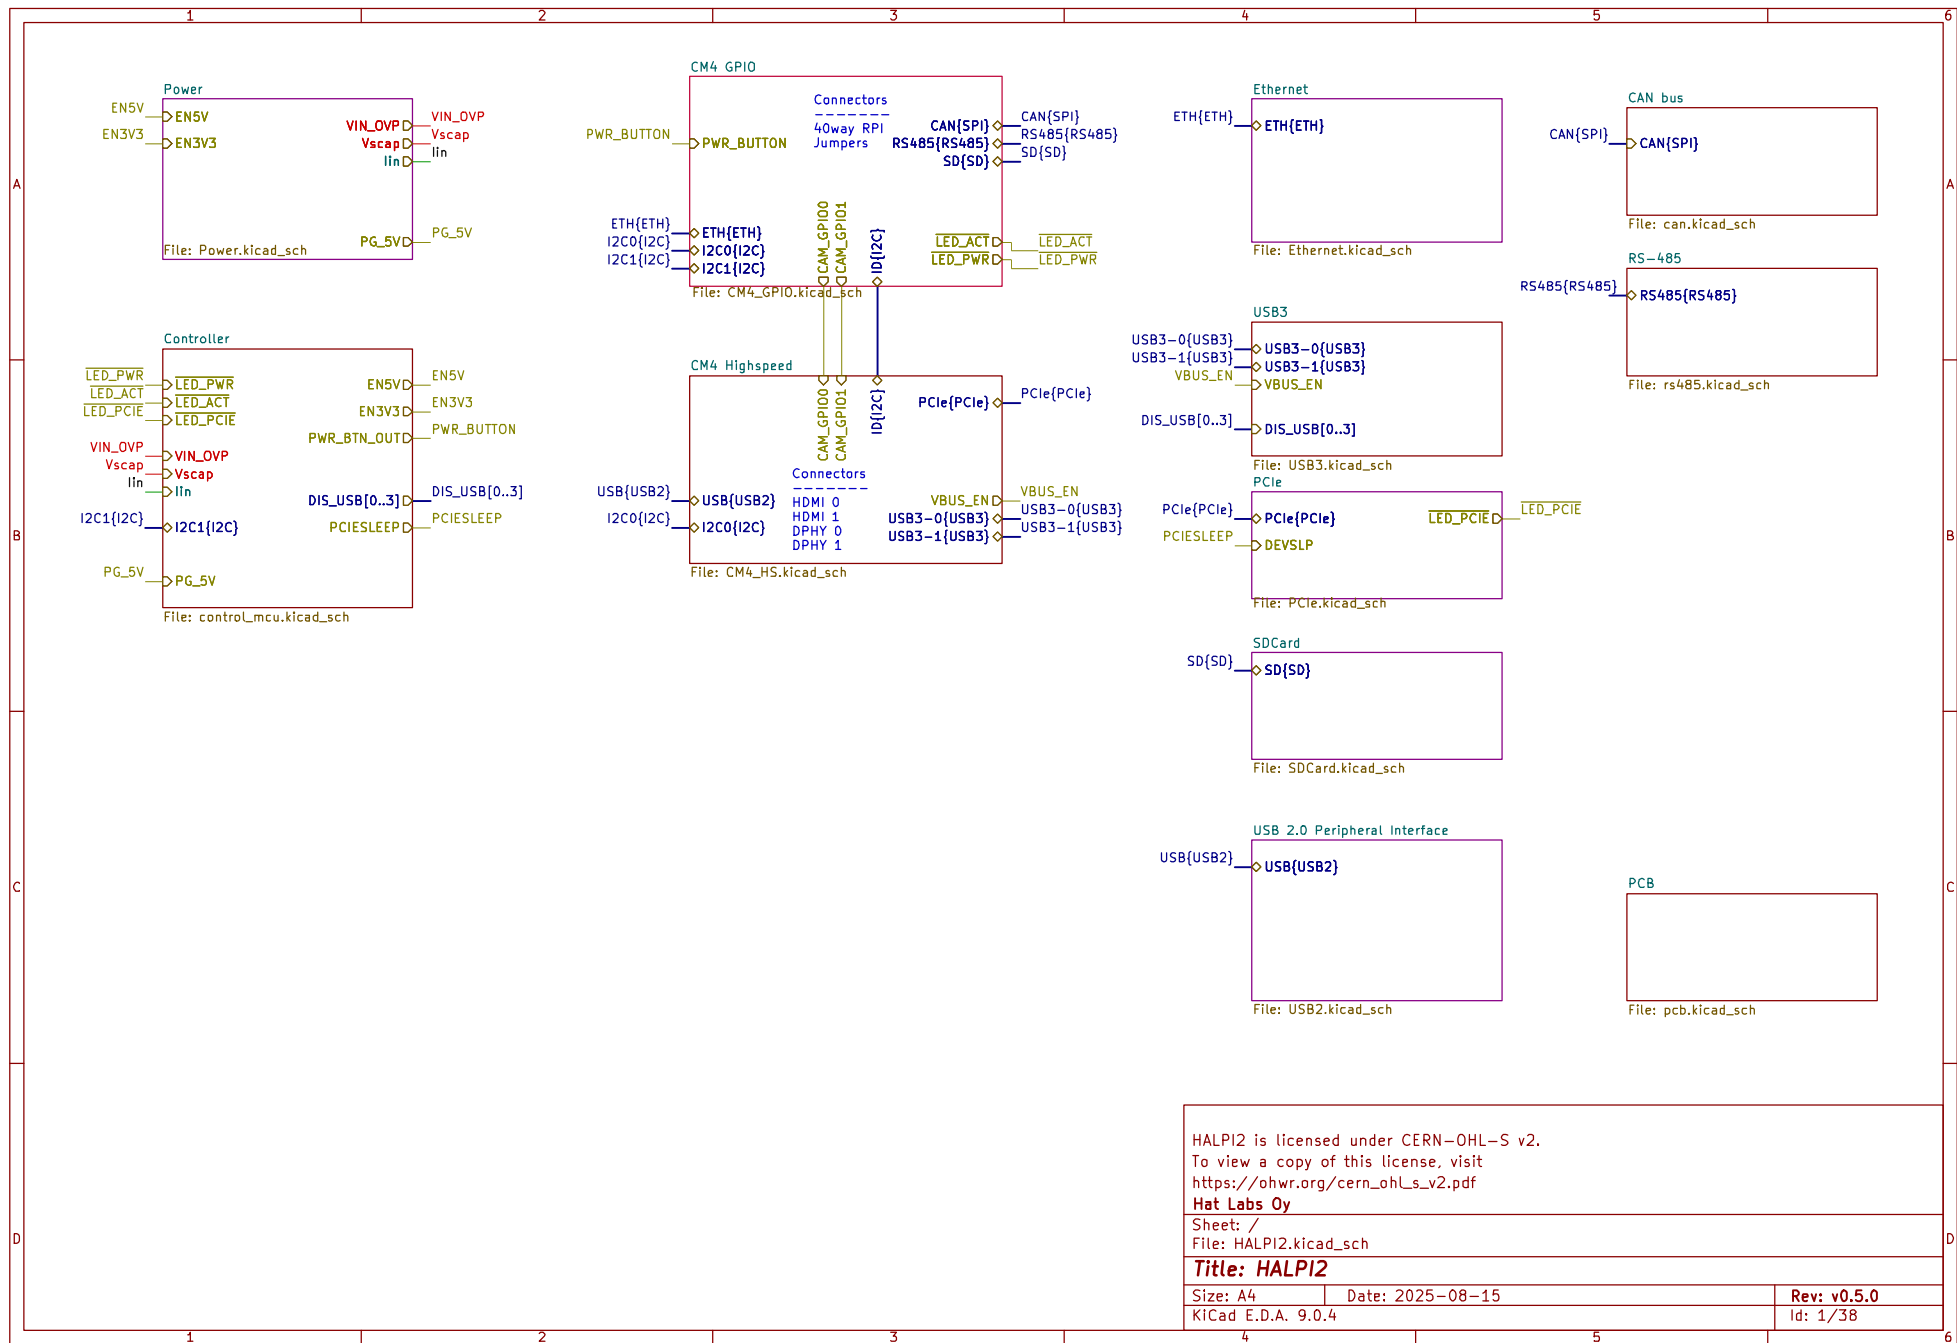 1 2 3 4 5 6
A
B
C
D
A
B
C
D
1 2 3 4 5 6
Power
EN5V
EN3V3
EN5V
EN3V3
VIN_OVP
Vscap
Iin
PG_5V
VIN_OVP
Vscap
Iin
PG_5V
File: Power.kicad_sch
Controller
LED_PWR
LED_ACT
LED_PCIE
VIN_OVP
Vscap
Iin
I2C1{I2C}
PG_5V
LED_PWR
LED_ACT
LED_PCIE
VIN_OVP
Vscap
Iin
I2C1{I2C}
PG_5V
EN5V
EN3V3
PWR_BTN_OUT
DIS_USB[0..3]
PCIESLEEP
EN5V
EN3V3
PWR_BUTTON
DIS_USB[0..3]
PCIESLEEP
File: control_mcu.kicad_sch
CM4 GPIO
PWR_BUTTON
PWR_BUTTON
Connectors
-------
40way RPI
Jumpers
CAN{SPI}
RS485{RS485}
SD{SD}
CAN{SPI}
RS485{RS485}
SD{SD}
ETH{ETH}
I2C0{I2C}
I2C1{I2C}
ETH{ETH}
I2C0{I2C}
I2C1{I2C}
CAM_GPIO0
CAM_GPIO1
ID{I2C}
LED_ACT
LED_PWR
LED_ACT
LED_PWR
File: CM4_GPIO.kicad_sch
CM4 Highspeed
CAM_GPIO0
CAM_GPIO1
ID{I2C}
PCIe{PCIe}
PCIe{PCIe}
Connectors
-------
HDMI 0
HDMI 1
DPHY 0
DPHY 1
USB{USB2}
I2C0{I2C}
USB{USB2}
I2C0{I2C}
VBUS_EN
USB3-0{USB3}
USB3-1{USB3}
VBUS_EN
USB3-0{USB3}
USB3-1{USB3}
File: CM4_HS.kicad_sch
Ethernet
ETH{ETH}
ETH{ETH}
File: Ethernet.kicad_sch
USB3
USB3-0{USB3}
USB3-1{USB3}
VBUS_EN
DIS_USB[0..3]
USB3-0{USB3}
USB3-1{USB3}
VBUS_EN
DIS_USB[0..3]
File: USB3.kicad_sch
PCIe
PCIe{PCIe}
PCIESLEEP
PCIe{PCIe}
DEVSLP
LED_PCIE
LED_PCIE
File: PCIe.kicad_sch
SDCard
SD{SD}
SD{SD}
File: SDCard.kicad_sch
USB 2.0 Peripheral Interface
USB{USB2}
USB{USB2}
File: USB2.kicad_sch
CAN bus
CAN{SPI}
CAN{SPI}
File: can.kicad_sch
RS-485
RS485{RS485}
RS485{RS485}
File: rs485.kicad_sch
PCB
File: pcb.kicad_sch
HALPI2 is licensed under CERN-OHL-S v2.
To view a copy of this license, visit
https://ohwr.org/cern_ohl_s_v2.pdf
Hat Labs Oy
Sheet: /
File: HALPI2.kicad_sch
Title: HALPI2
Size: A4
Date: 2025-08-15
Rev: v0.5.0
KiCad E.D.A. 9.0.4
Id: 1/38